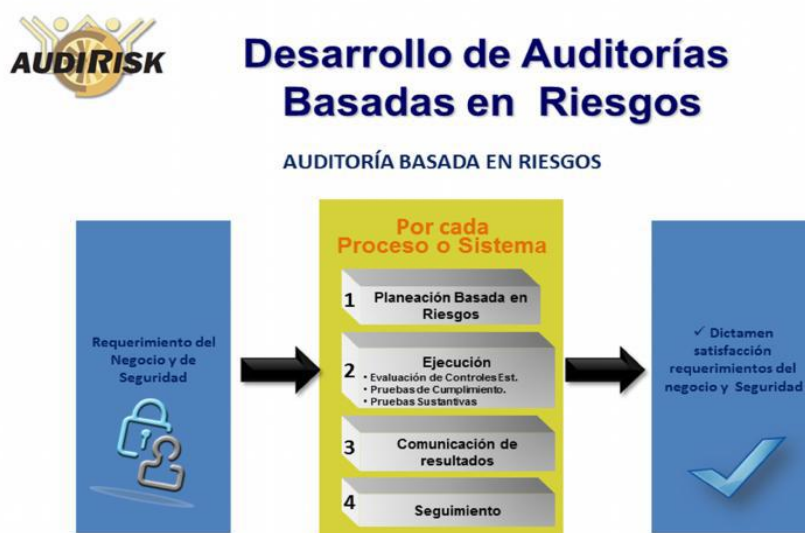 AUDIRISK
Desarrollo de Auditorías
Basadas en Riesgos
AUDITORÍA BASADA EN RIESGOS
Requerimiento del
Negocio y de
Seguridad
Por cada
Proceso o Sistema
1 Planeación Basada en
Riesgos
2 Ejecución
• Evaluación de Controles Est.
• Pruebas de Cumplimiento.
• Pruebas Sustantivas
3 Comunicación de
resultados
4 Seguimiento
✓ Dictamen
satisfacción
requerimientos del
negocio y Seguridad